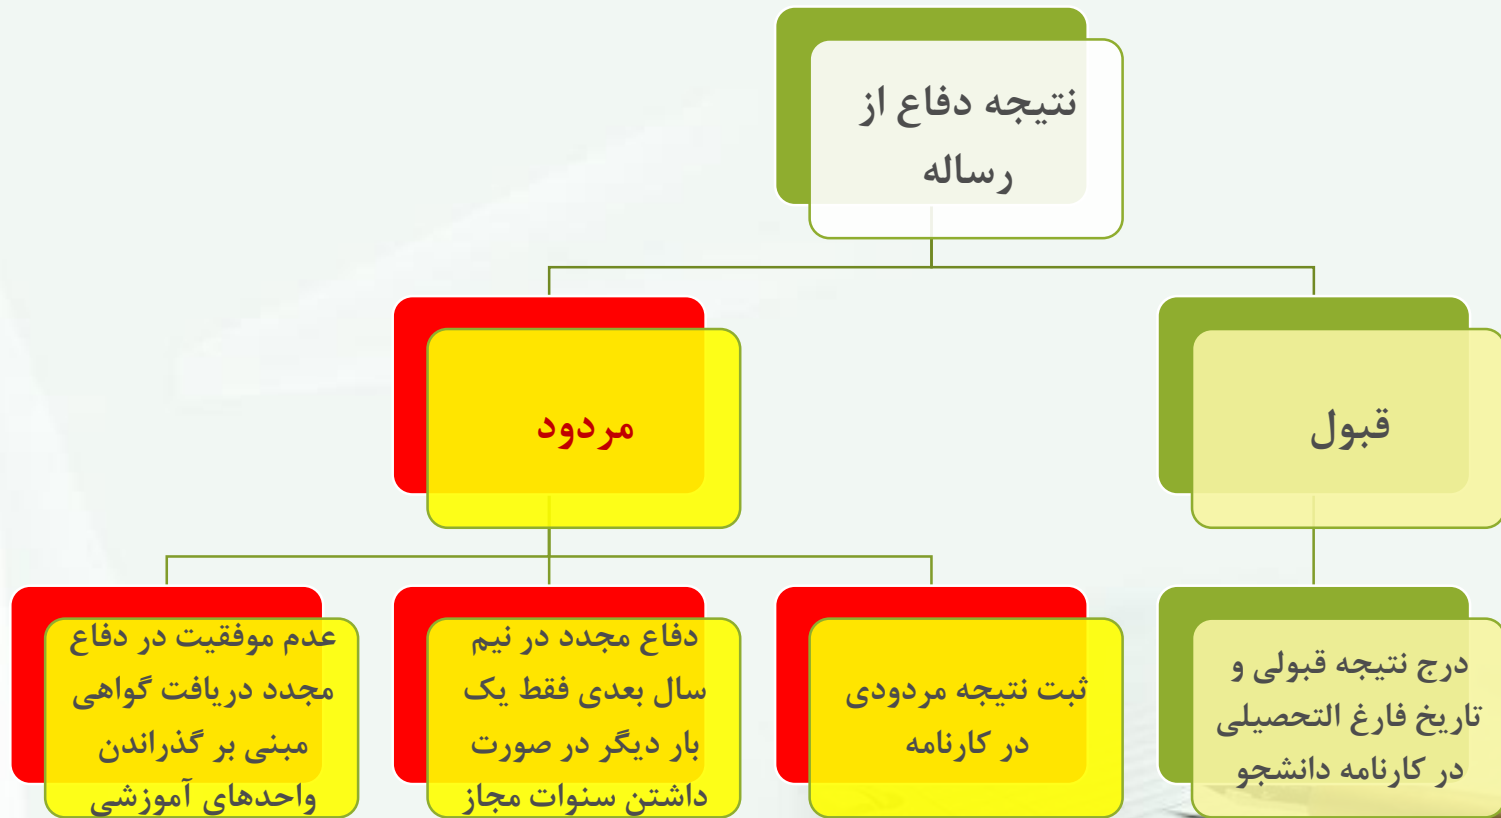 نتیجه دفاع از
رساله
قبول
مردود
درج نتیجه قبولی و
تاریخ فارغ التحصیلی
در کارنامه دانشجو
ثبت نتیجه مردودی
در کارنامه
دفاع مجدد در نیم
سال بعدی فقط یک
بار دیگر در صورت
داشتن سنوات مجاز
عدم موفقیت در دفاع
مجدد دریافت گواهی
مبنی بر گذراندن
واحدهای آموزشی